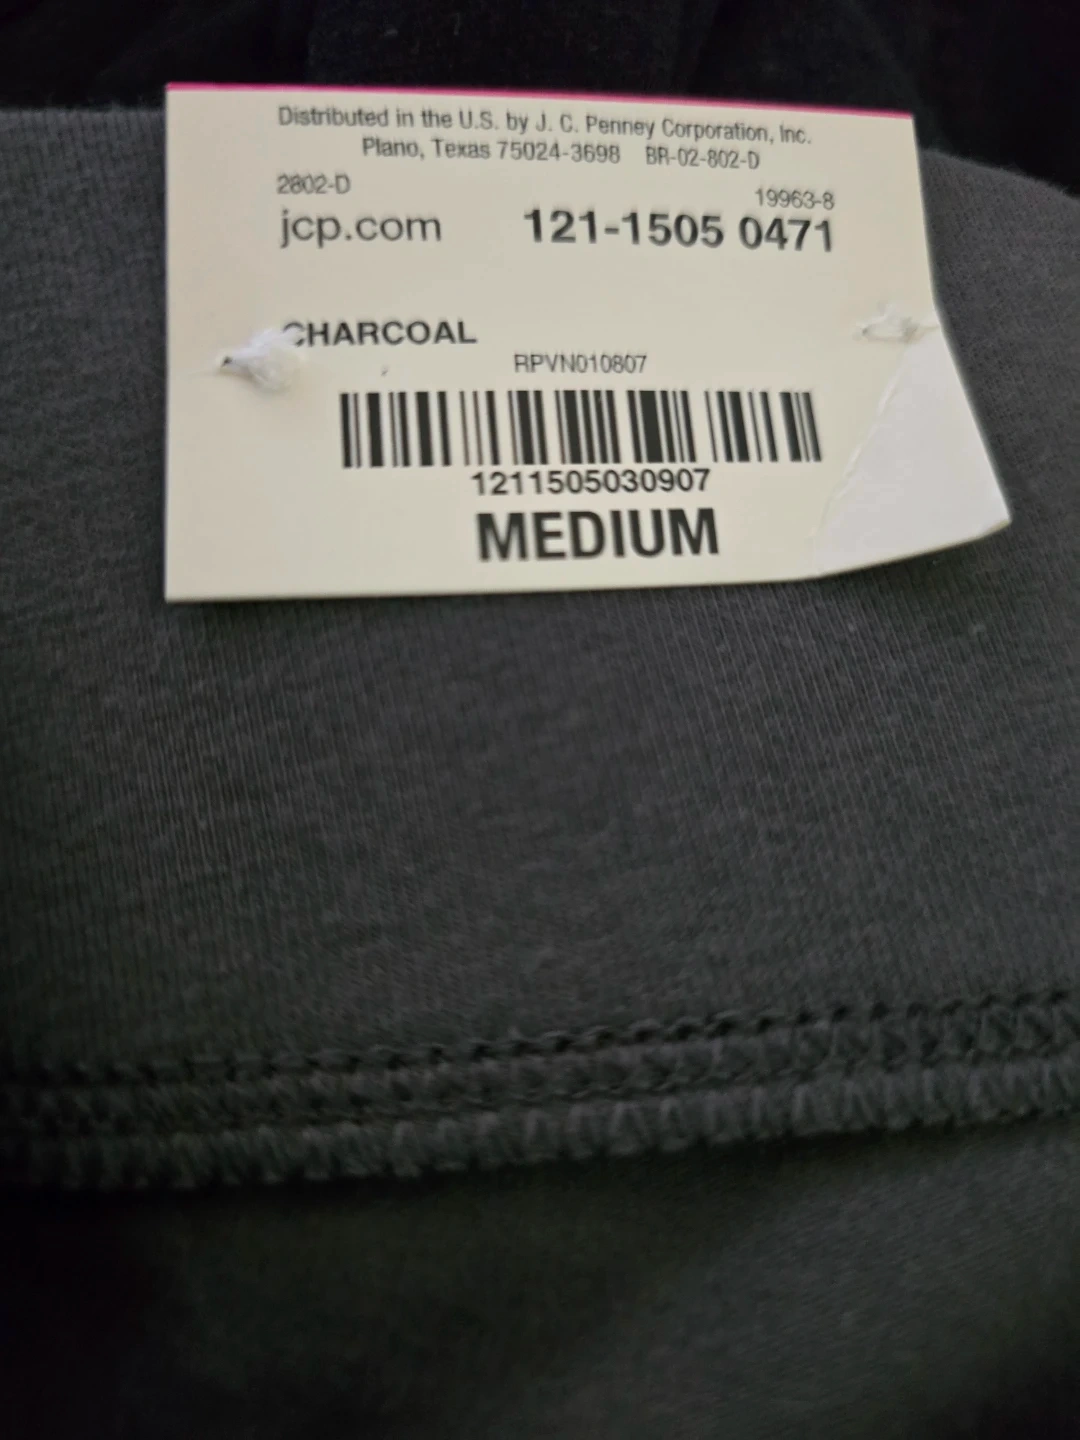 Distributed in the U.S. by J. C. Penney Corporation, Inc.
Plano, Texas 75024-3698 BR-02-802-D
2802-D 19963-8
jcp.com 121-1505 0471
CHARCOAL
RPVN010807
1211505030907
MEDIUM